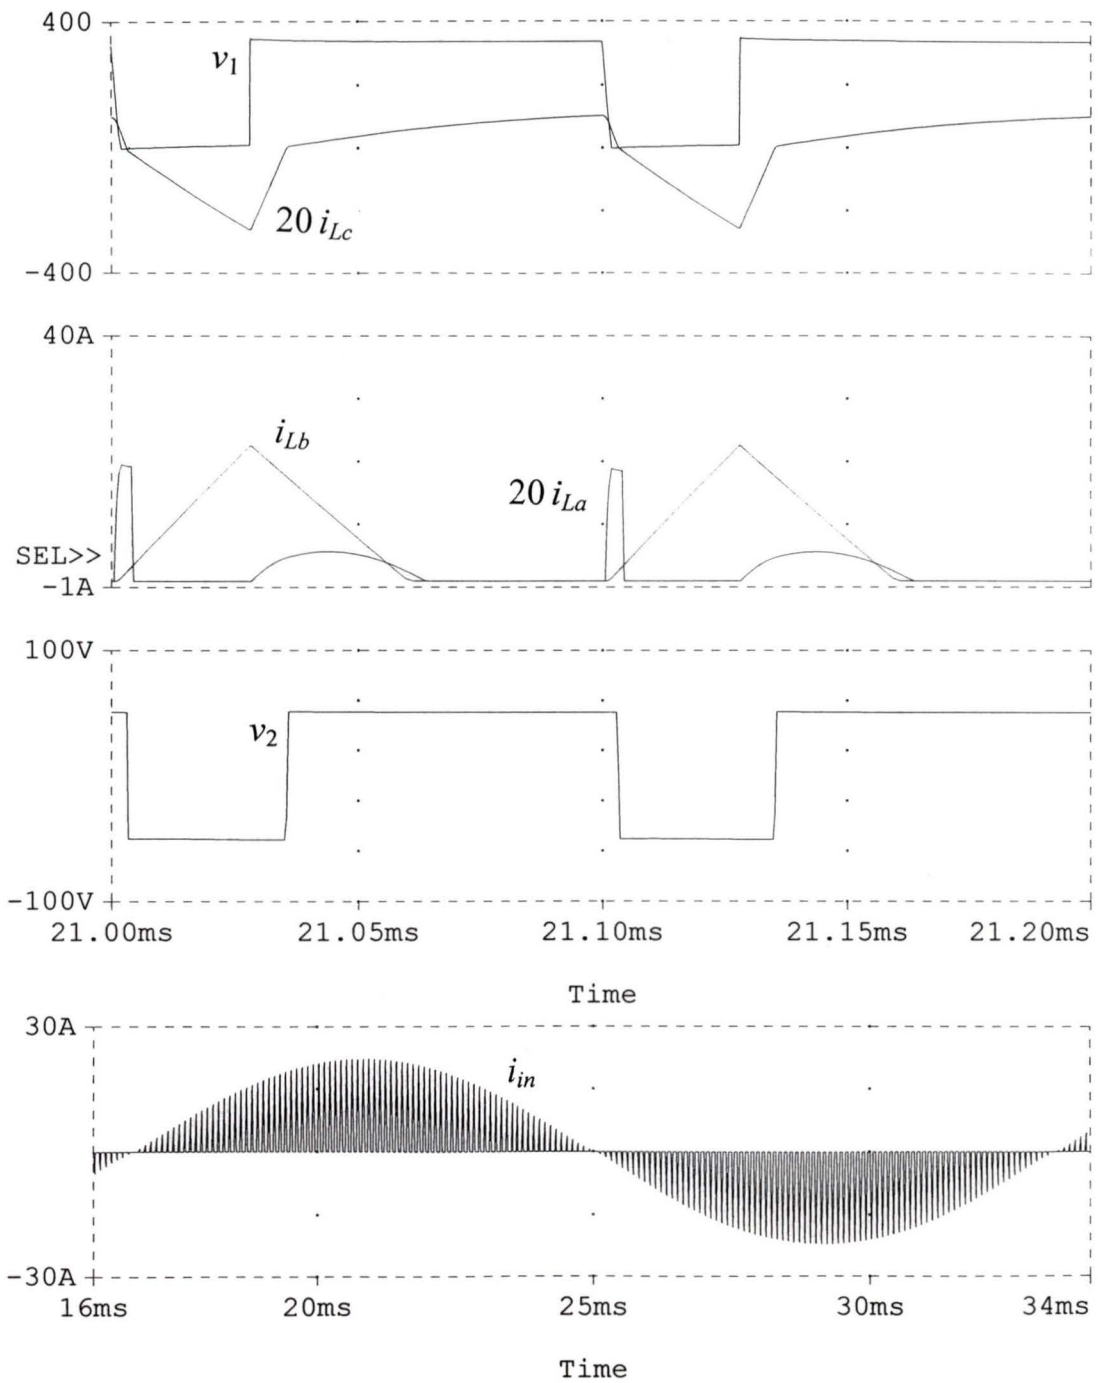 400
v1
20 iLc
-400
40A
iLb
20 iLa
SEL>>
-1A
100V
v2
-100V
21.00ms 21.05ms 21.10ms 21.15ms 21.20ms
Time
30A
iin
-30A
16ms 20ms 25ms 30ms 34ms
Time